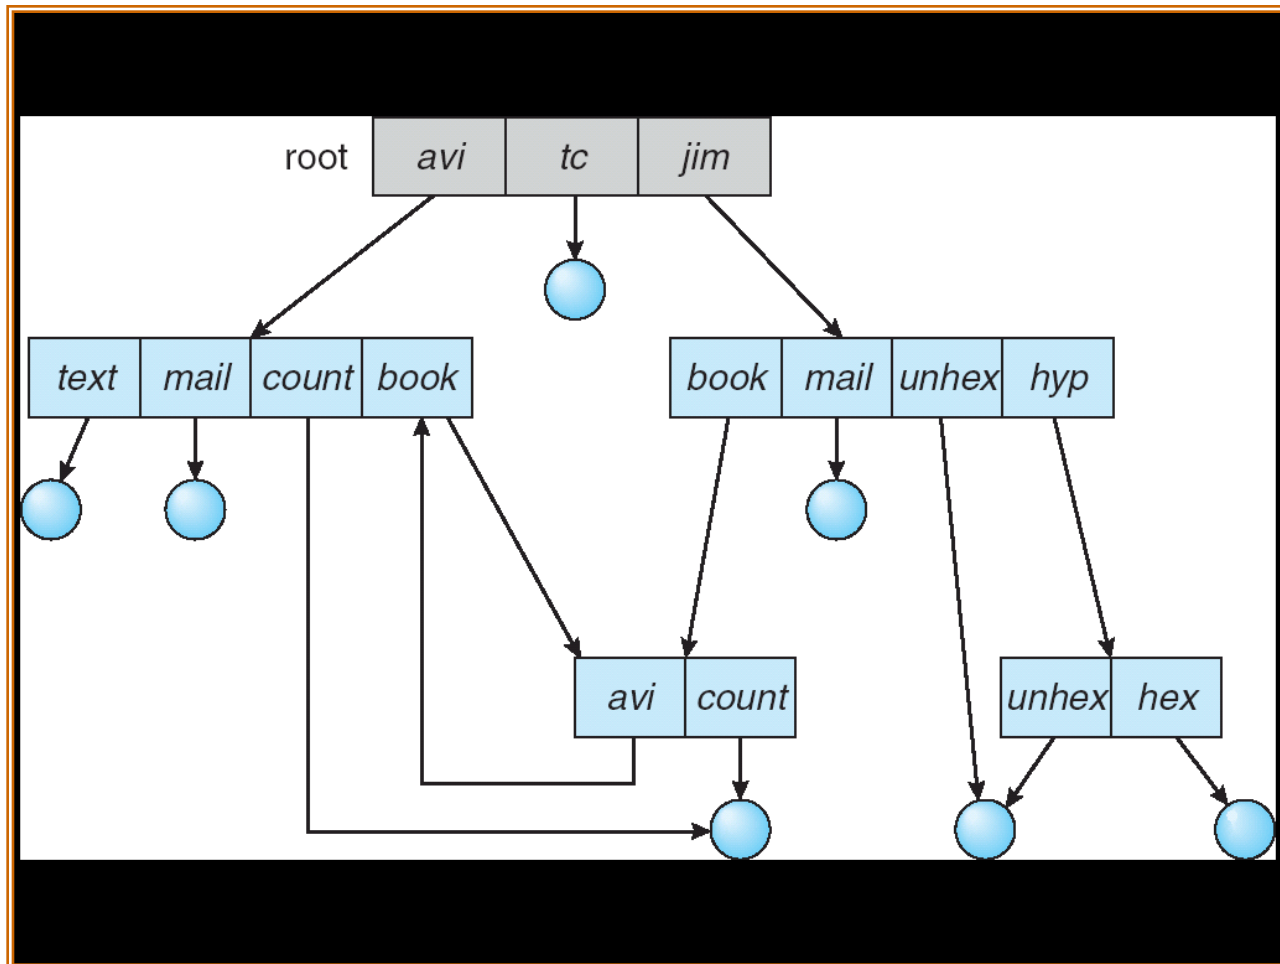 root avi tc jim
text mail count book book mail unhex hyp
avi count unhex hex